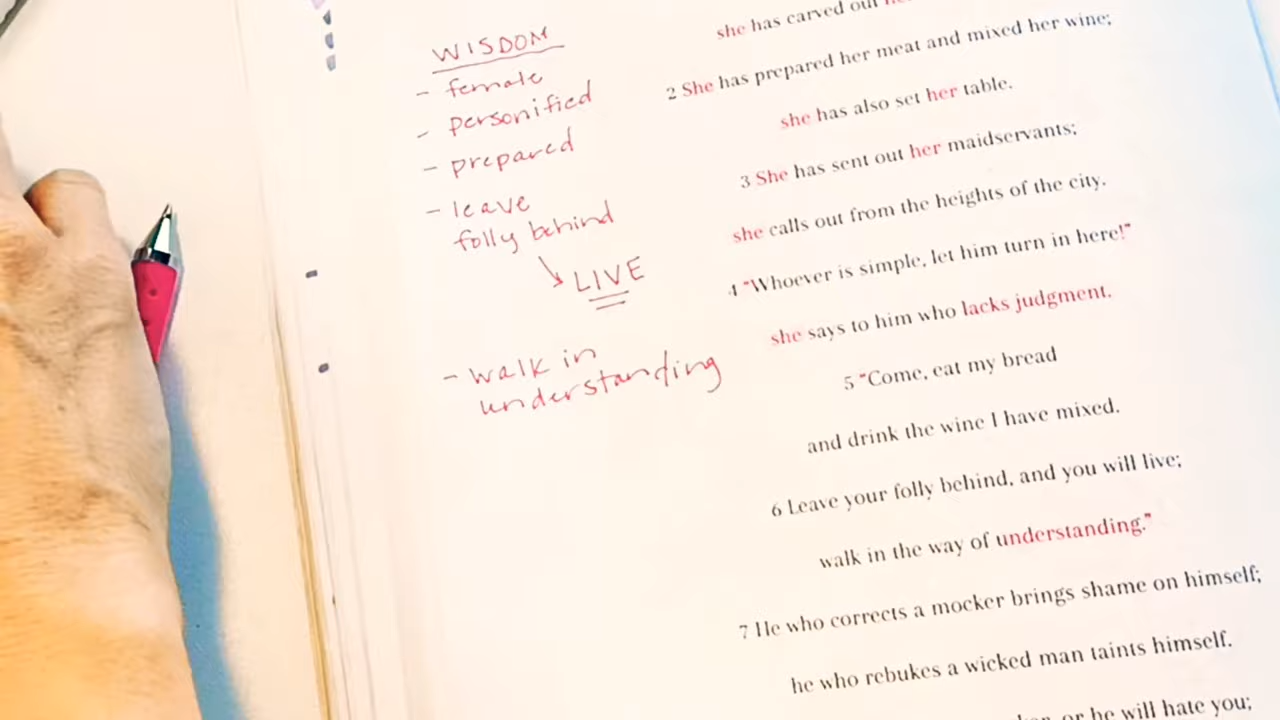 WISDOM
- female
- personified
- prepared
- leave
folly behind
LIVE
- walk in
understanding
she has carved out
2 She has prepared her meat and mixed her wine;
she has also set her table.
3 She has sent out her maidservants;
she calls out from the heights of the city.
4 "Whoever is simple, let him turn in here!"
she says to him who lacks judgment.
5 "Come, eat my bread
and drink the wine I have mixed.
6 Leave your folly behind, and you will live;
walk in the way of understanding."
7 He who corrects a mocker brings shame on himself;
he who rebukes a wicked man taints himself.
or he will hate you;